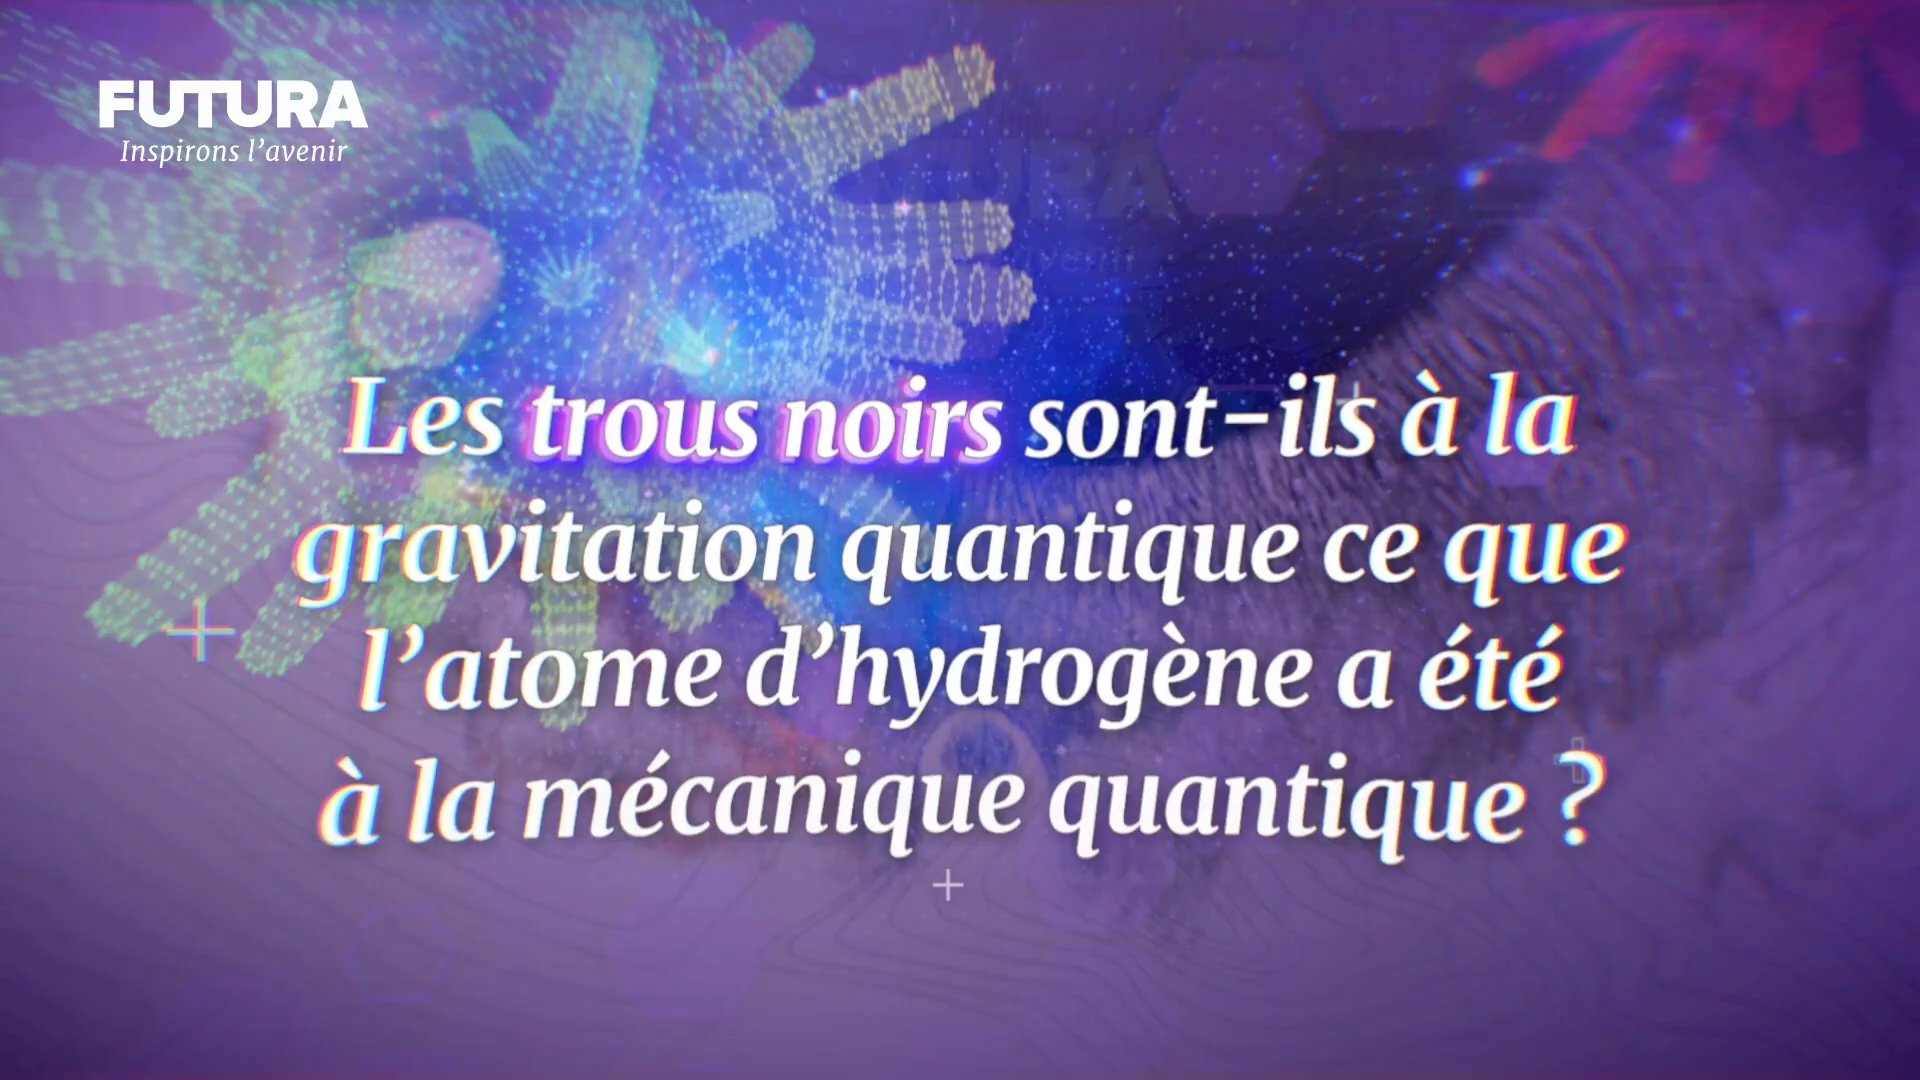 FUTURA
Inspirons l’avenir
Les trous noirs sont-ils à la
gravitation quantique ce que
l’atome d’hydrogène a été
à la mécanique quantique ?